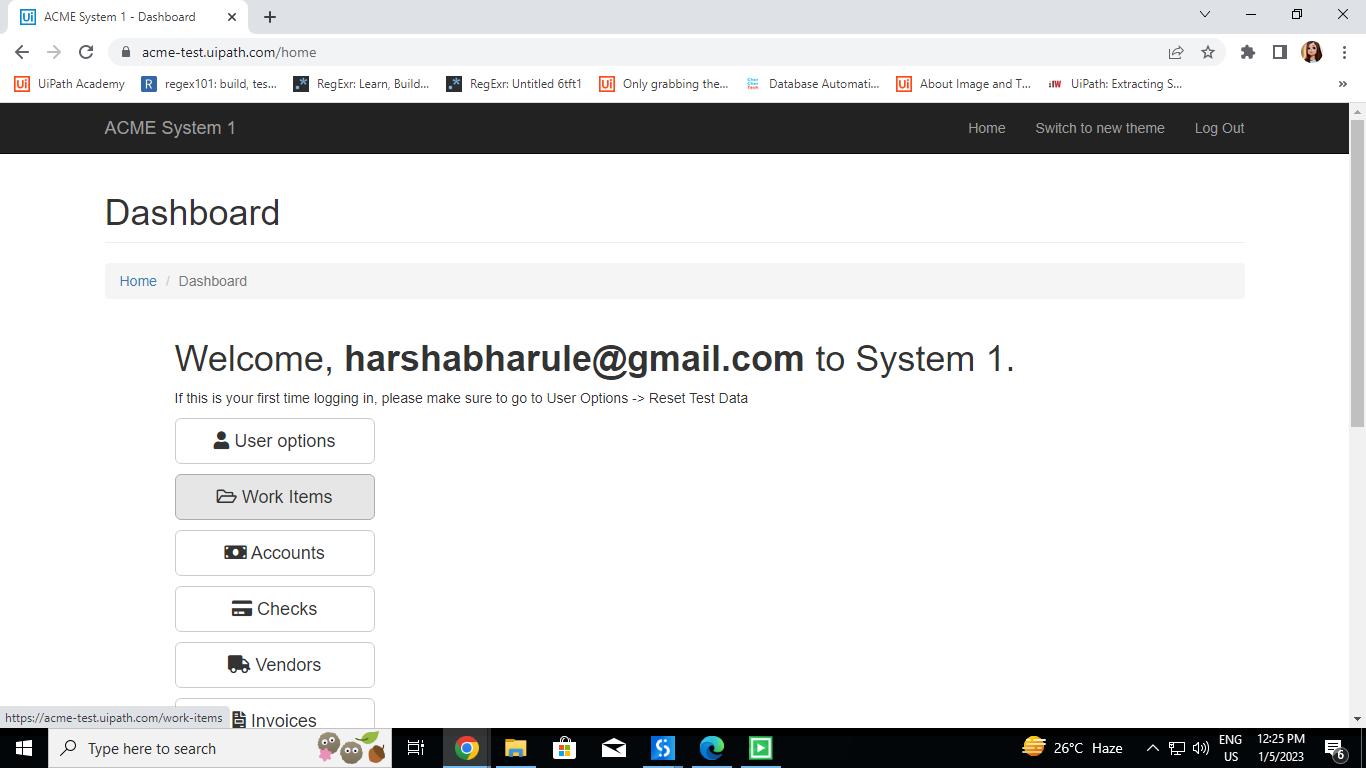 ACME System 1 - Dashboard
acme-test.uipath.com/home
UiPath Academy
regex101: build, tes...
RegExr: Learn, Build...
RegExr: Untitled 6tft1
Only grabbing the...
Database Automati...
About Image and T...
UiPath: Extracting S...
ACME System 1
Home
Switch to new theme
Log Out
Dashboard
Home / Dashboard
Welcome, harshabharule@gmail.com to System 1.
If this is your first time logging in, please make sure to go to User Options -> Reset Test Data
User options
Work Items
Accounts
Checks
Vendors
Invoices
https://acme-test.uipath.com/work-items
Type here to search
26°C Haze
ENG
US
12:25 PM
1/5/2023
6